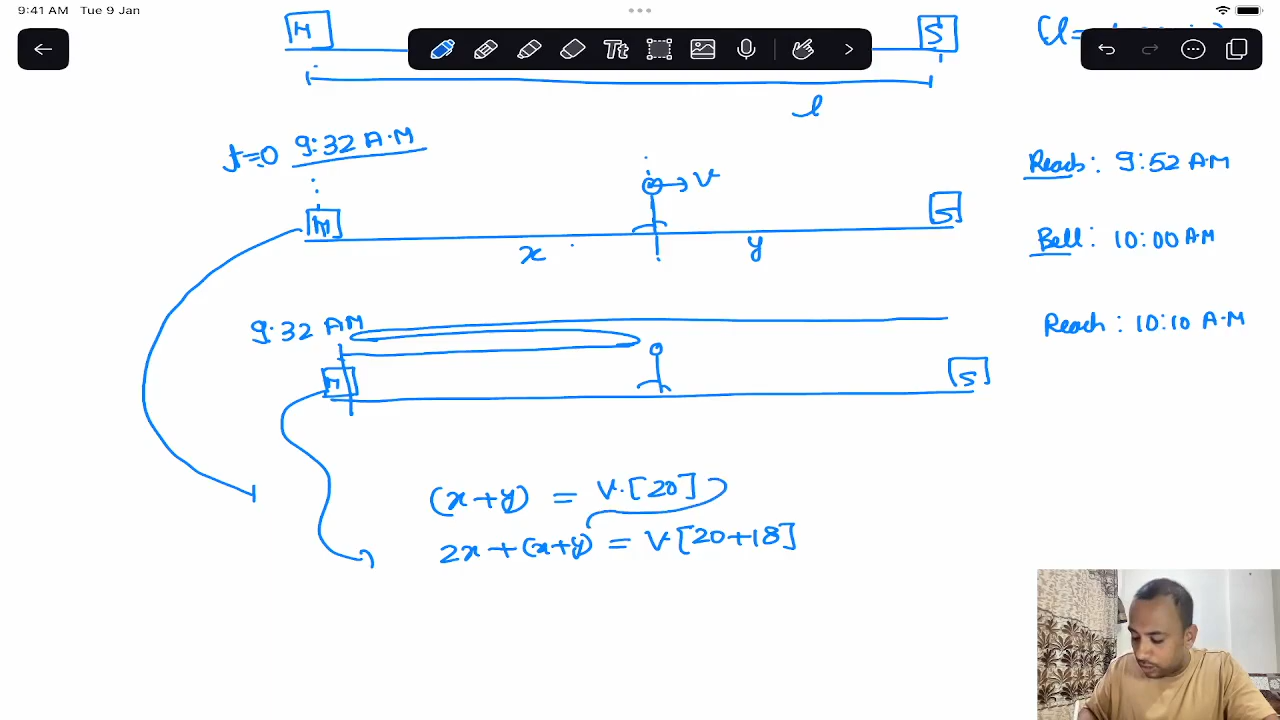 9:41 AM Tue 9 Jan
H
S
Tt
l
t=0 9:32 A.M
Reach: 9:52 A.M
v
H
S
x
y
Bell: 10:00 AM
9:32 AM
Reach: 10:10 A.M
H
S
(x+y) = v.[20]
2x+(x+y) = v[20+18]